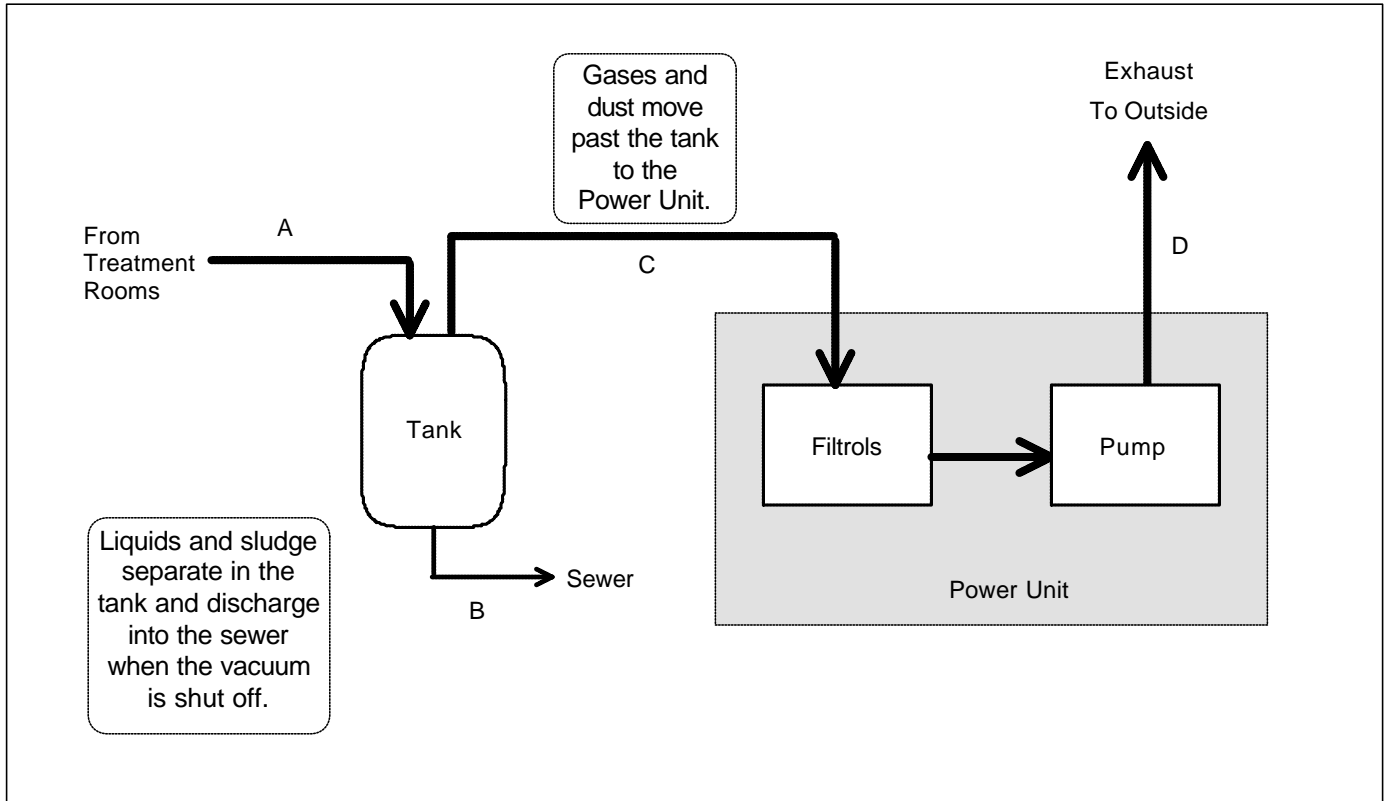 Gases and
dust move
past the tank
to the
Power Unit.
Exhaust
To Outside
From
Treatment
Rooms
A
C
D
Tank
Filtrols
Pump
Liquids and sludge
separate in the
tank and discharge
into the sewer
when the vacuum
is shut off.
Sewer
B
Power Unit